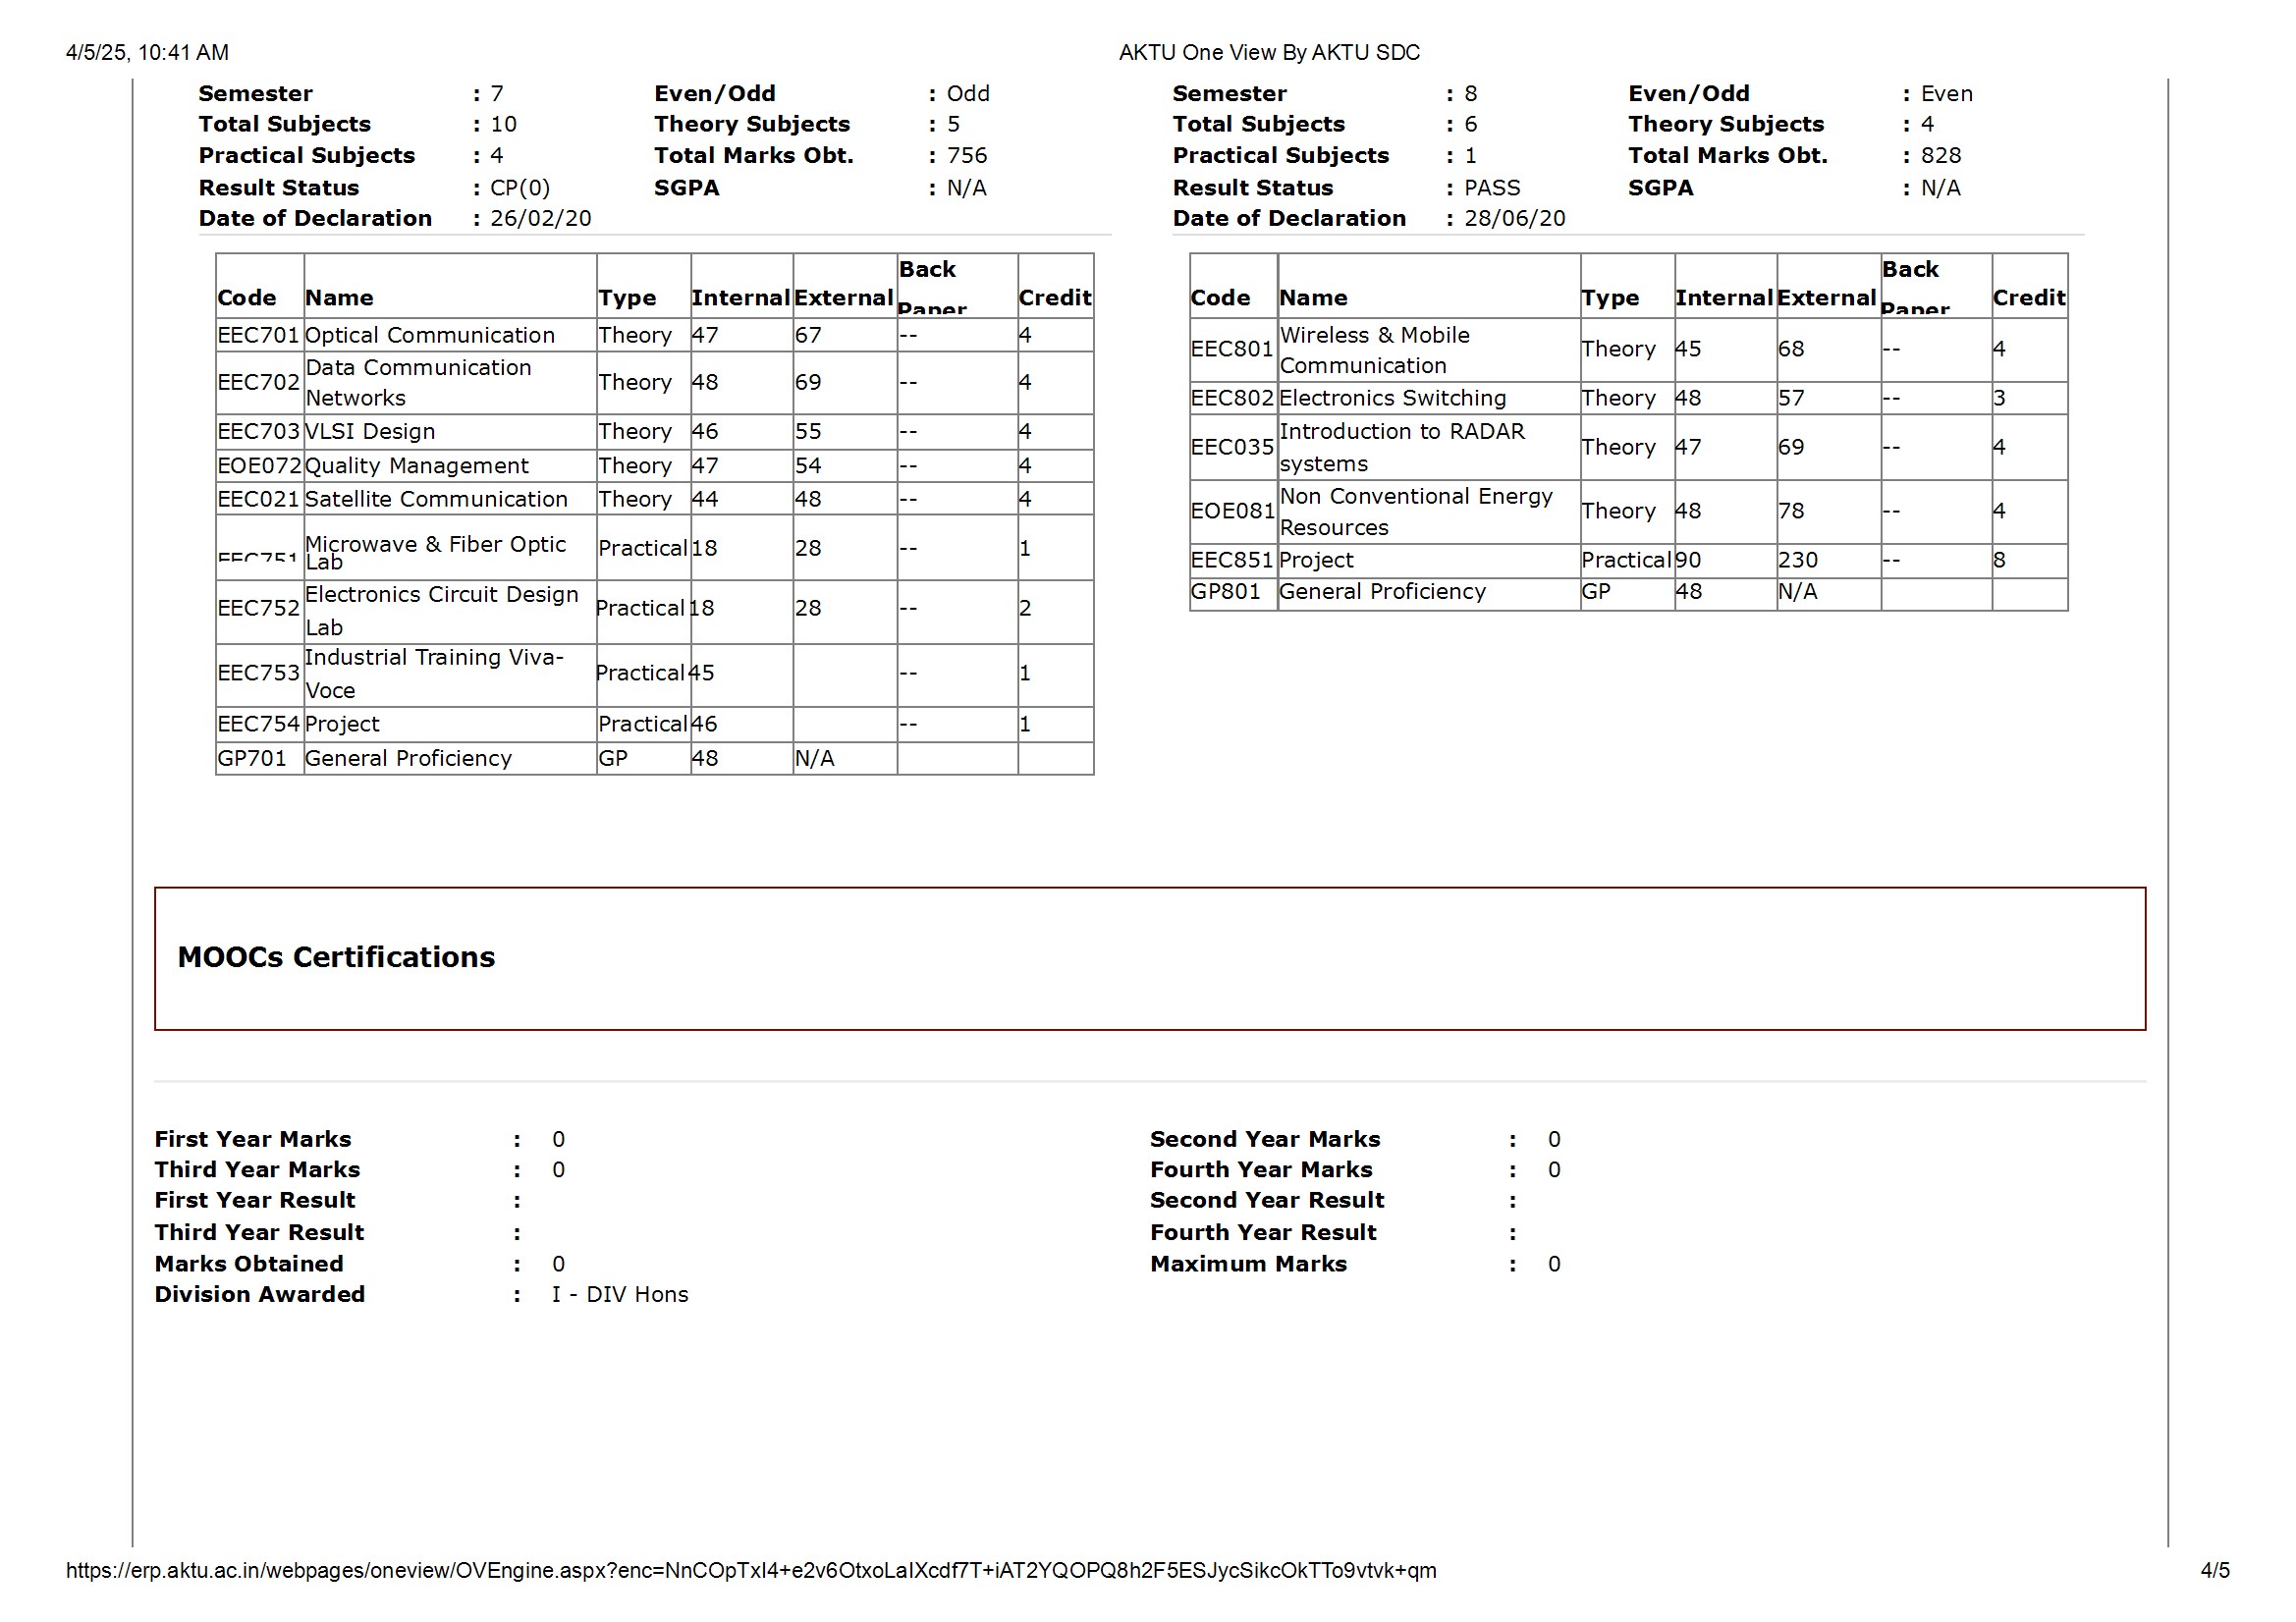 4/5/25, 10:41 AM AKTU One View By AKTU SDC
Semester : 7 Even/Odd : Odd
Total Subjects : 10 Theory Subjects : 5
Practical Subjects : 4 Total Marks Obt. : 756
Result Status : CP(0) SGPA : N/A
Date of Declaration : 26/02/20
Code Name Type Internal External Back Paper Credit
EEC701 Optical Communication Theory 47 67 -- 4
EEC702 Data Communication Networks Theory 48 69 -- 4
EEC703 VLSI Design Theory 46 55 -- 4
EOE072 Quality Management Theory 47 54 -- 4
EEC021 Satellite Communication Theory 44 48 -- 4
EEC751 Microwave & Fiber Optic Lab Practical 18 28 -- 1
EEC752 Electronics Circuit Design Lab Practical 18 28 -- 2
EEC753 Industrial Training Viva-Voce Practical 45 -- 1
EEC754 Project Practical 46 -- 1
GP701 General Proficiency GP 48 N/A
Semester : 8 Even/Odd : Even
Total Subjects : 6 Theory Subjects : 4
Practical Subjects : 1 Total Marks Obt. : 828
Result Status : PASS SGPA : N/A
Date of Declaration : 28/06/20
Code Name Type Internal External Back Paper Credit
EEC801 Wireless & Mobile Communication Theory 45 68 -- 4
EEC802 Electronics Switching Theory 48 57 -- 3
EEC035 Introduction to RADAR systems Theory 47 69 -- 4
EOE081 Non Conventional Energy Resources Theory 48 78 -- 4
EEC851 Project Practical 90 230 -- 8
GP801 General Proficiency GP 48 N/A
MOOCs Certifications
First Year Marks : 0 Second Year Marks : 0
Third Year Marks : 0 Fourth Year Marks : 0
First Year Result : Second Year Result :
Third Year Result : Fourth Year Result :
Marks Obtained : 0 Maximum Marks : 0
Division Awarded : I - DIV Hons
https://erp.aktu.ac.in/webpages/oneview/OVEngine.aspx?enc=NnCOpTxI4+e2v6OtxoLaIXcdf7T+iAT2YQOPQ8h2F5ESJycSikcOkTTo9vtvk+qm 4/5